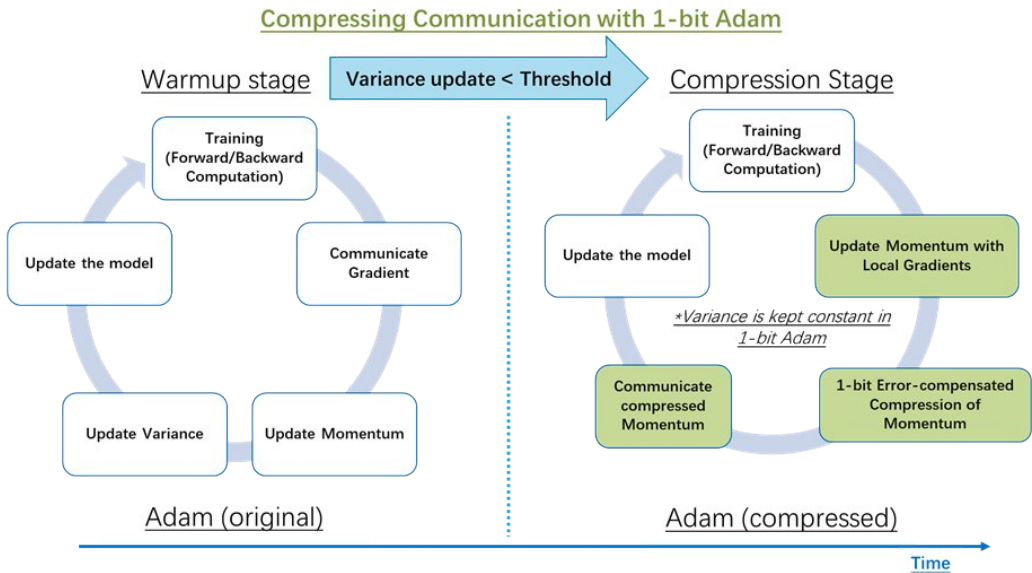 Compressing Communication with 1-bit Adam
Warmup stage
Variance update < Threshold
Compression Stage
Training
(Forward/Backward
Computation)
Communicate
Gradient
Update Momentum
Update Variance
Update the model
Adam (original)
Training
(Forward/Backward
Computation)
Update Momentum with
Local Gradients
1-bit Error-compensated
Compression of
Momentum
Communicate
compressed
Momentum
Update the model
*Variance is kept constant in
1-bit Adam
Adam (compressed)
Time